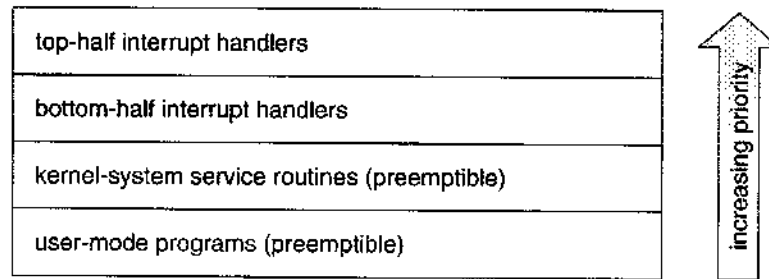 top-half interrupt handlers
bottom-half interrupt handlers
kernel-system service routines (preemptible)
user-mode programs (preemptible)
increasing priority